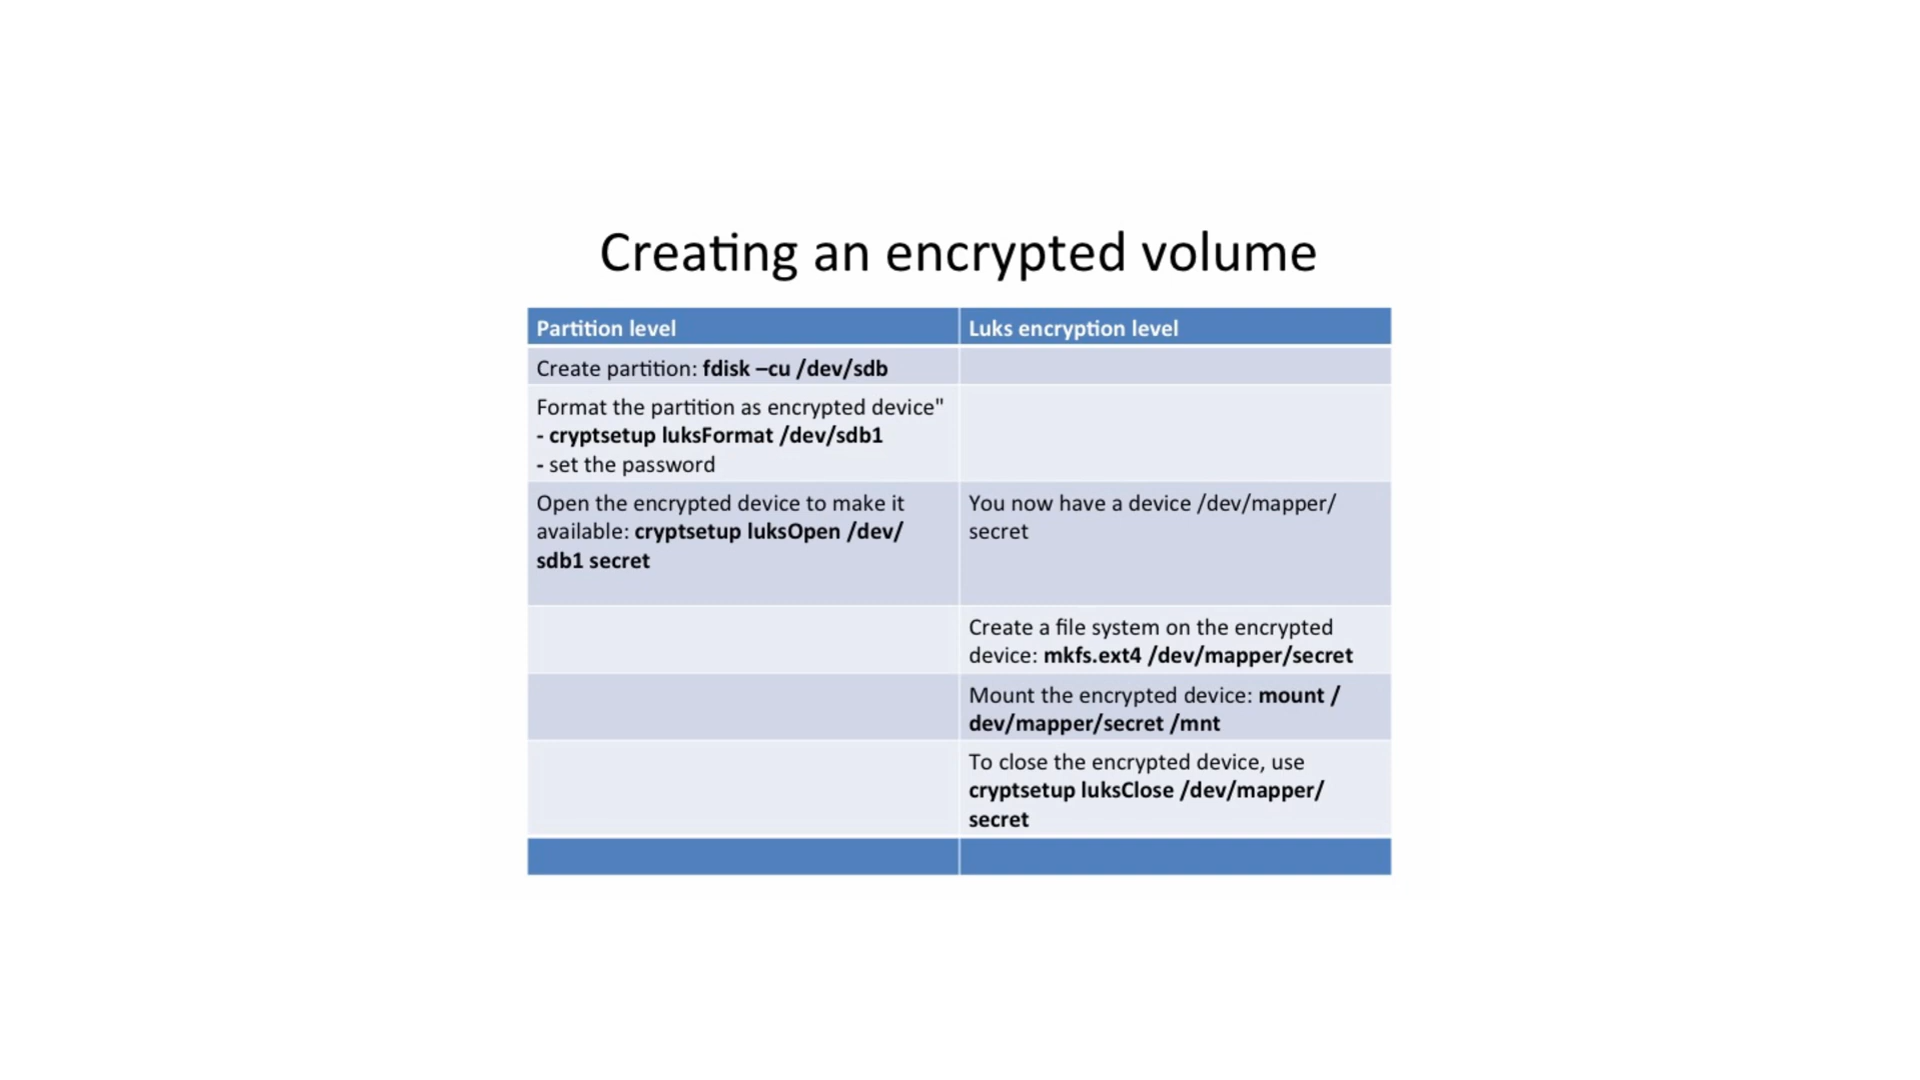 Creating an encrypted volume
Partition level
Luks encryption level
Create partition: fdisk –cu /dev/sdb
Format the partition as encrypted device"
- cryptsetup luksFormat /dev/sdb1
- set the password
Open the encrypted device to make it
available: cryptsetup luksOpen /dev/
sdb1 secret
You now have a device /dev/mapper/
secret
Create a file system on the encrypted
device: mkfs.ext4 /dev/mapper/secret
Mount the encrypted device: mount /
dev/mapper/secret /mnt
To close the encrypted device, use
cryptsetup luksClose /dev/mapper/
secret